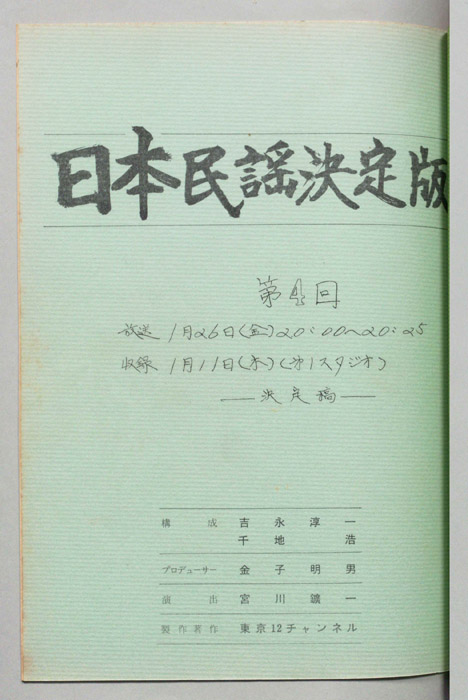 日本民謡決定版
第4回
放送 1月26日(金)20:00〜20:25
収録 1月11日(木)(オ1スタジオ)
——決定稿——
構成 吉永淳一
千地浩
プロデューサー 金子明男
演出 宮川鑛一
製作著作 東京12チャンネル